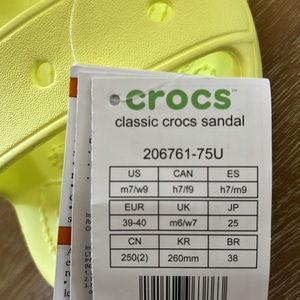 crocs™
classic crocs sandal
206761-75U
US CAN ES
m7/w9 h7/f9 h7/m9
EUR UK JP
39-40 m6/w7 25
CN KR BR
250(2) 260mm 38